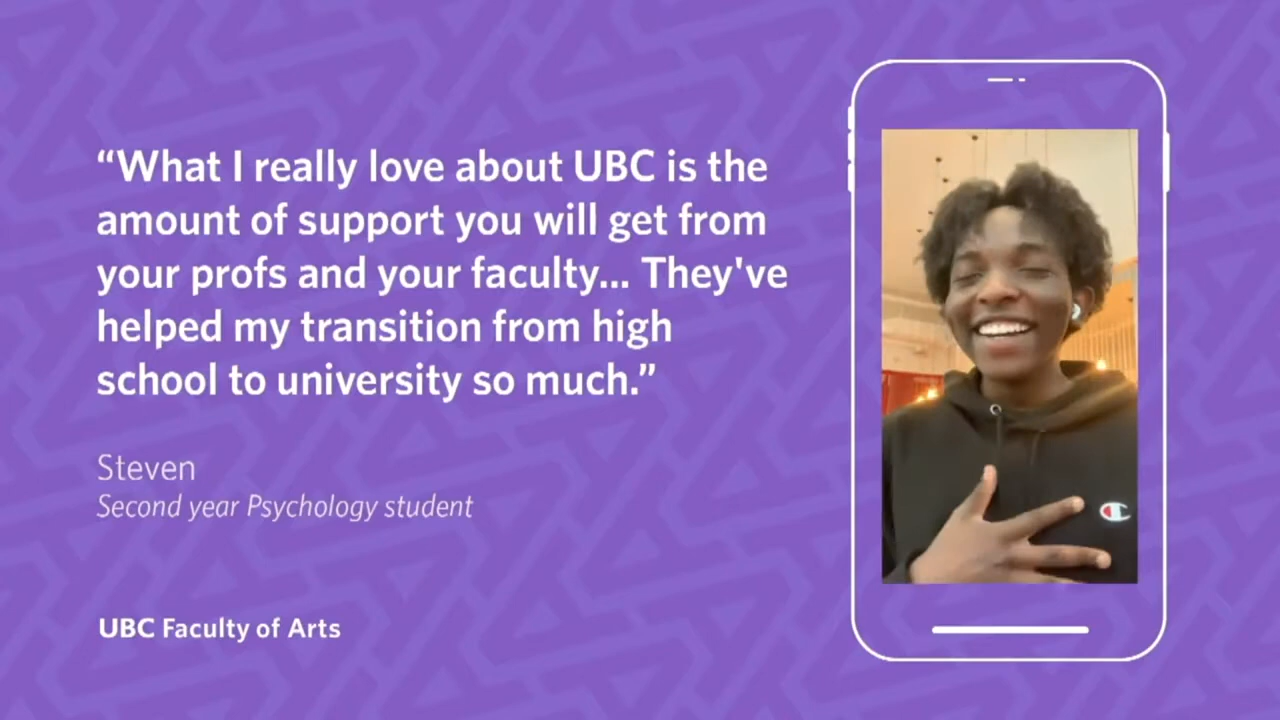 “What I really love about UBC is the
amount of support you will get from
your profs and your faculty... They've
helped my transition from high
school to university so much.”
Steven
Second year Psychology student
UBC Faculty of Arts